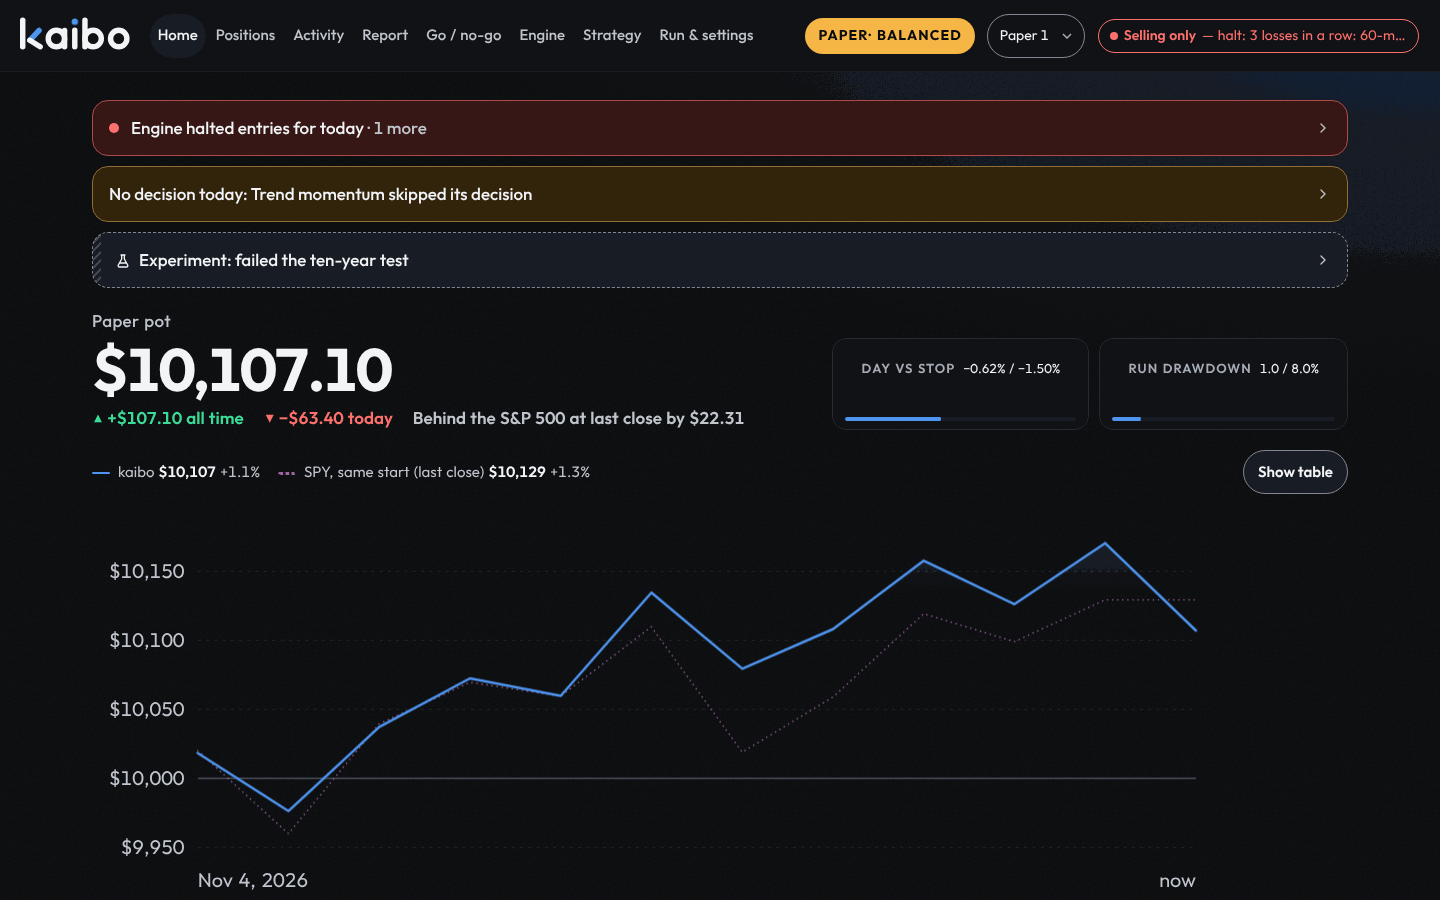 kaibo
Home Positions Activity Report Go / no-go Engine Strategy Run & settings
PAPER· BALANCED
Paper 1
Selling only — halt: 3 losses in a row: 60-m...
Engine halted entries for today · 1 more
No decision today: Trend momentum skipped its decision
Experiment: failed the ten-year test
Paper pot
$10,107.10
▲ +$107.10 all time ▼ −$63.40 today Behind the S&P 500 at last close by $22.31
DAY VS STOP −0.62% / −1.50%
RUN DRAWDOWN 1.0 / 8.0%
kaibo $10,107 +1.1% SPY, same start (last close) $10,129 +1.3%
Show table
$10,150
$10,100
$10,050
$10,000
$9,950
Nov 4, 2026 now